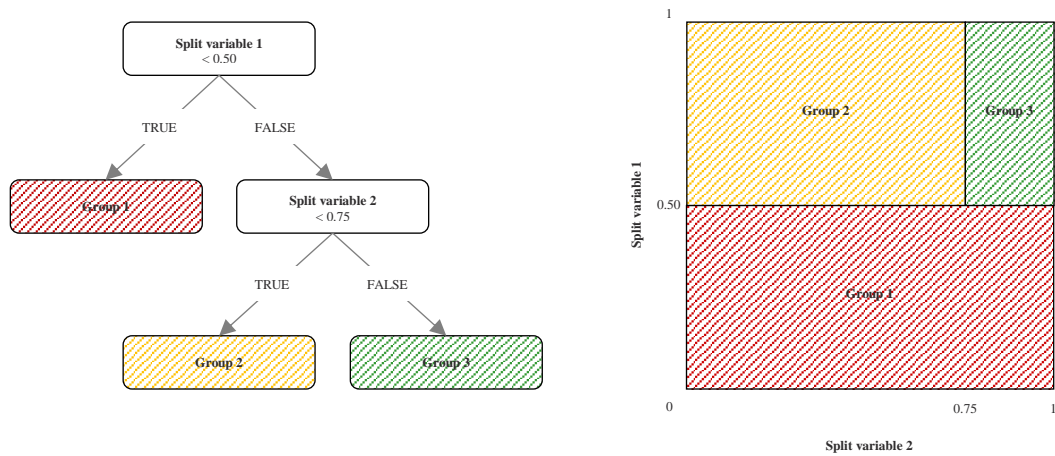 Split variable 1
< 0.50
TRUE
FALSE
Group 1
Split variable 2
< 0.75
TRUE
FALSE
Group 2
Group 3
1
Group 2
Group 3
Split variable 1
0.50
Group 1
0
0.75
1
Split variable 2